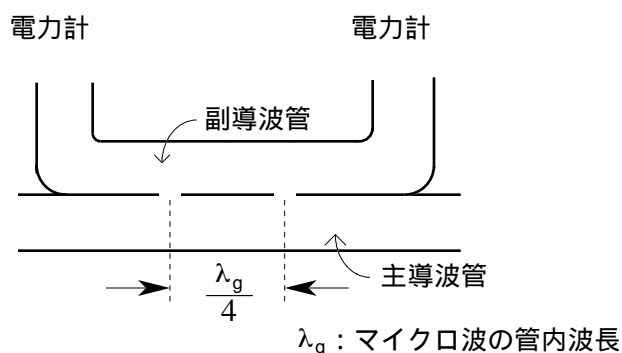 電力計
電力計
副導波管
主導波管
λg
4
λg：マイクロ波の管内波長